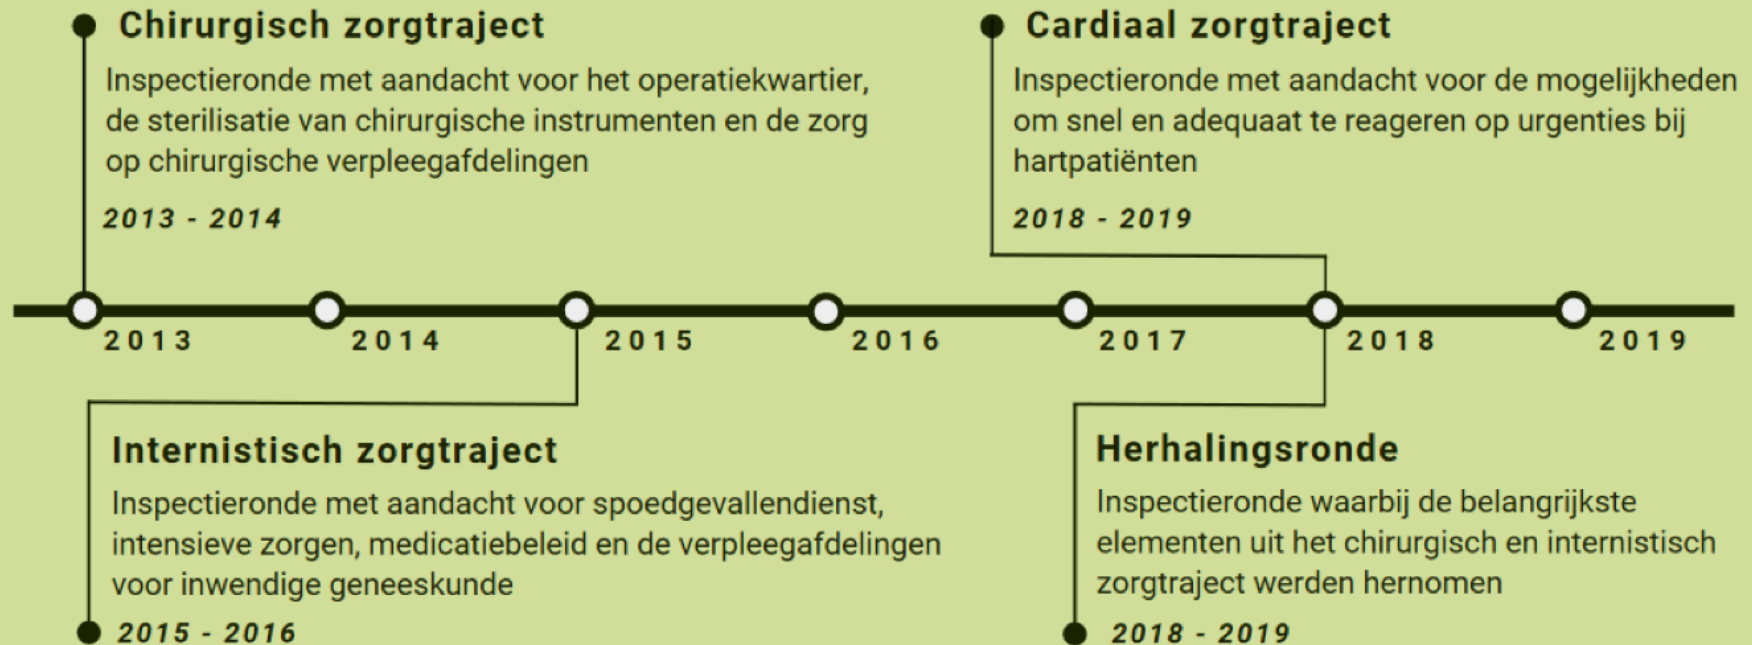 Chirurgisch zorgtraject
Inspectieronde met aandacht voor het operatiekwartier,
de sterilisatie van chirurgische instrumenten en de zorg
op chirurgische verpleegafdelingen
2013 - 2014
Cardiaal zorgtraject
Inspectieronde met aandacht voor de mogelijkheden
om snel en adequaat te reageren op urgenties bij
hartpatiënten
2018 - 2019
2013
2014
2015
2016
2017
2018
2019
Internistisch zorgtraject
Inspectieronde met aandacht voor spoedgevallendienst,
intensieve zorgen, medicatiebeleid en de verpleegafdelingen
voor inwendige geneeskunde
2015 - 2016
Herhalingsronde
Inspectieronde waarbij de belangrijkste
elementen uit het chirurgisch en internistisch
zorgtraject werden hernomen
2018 - 2019